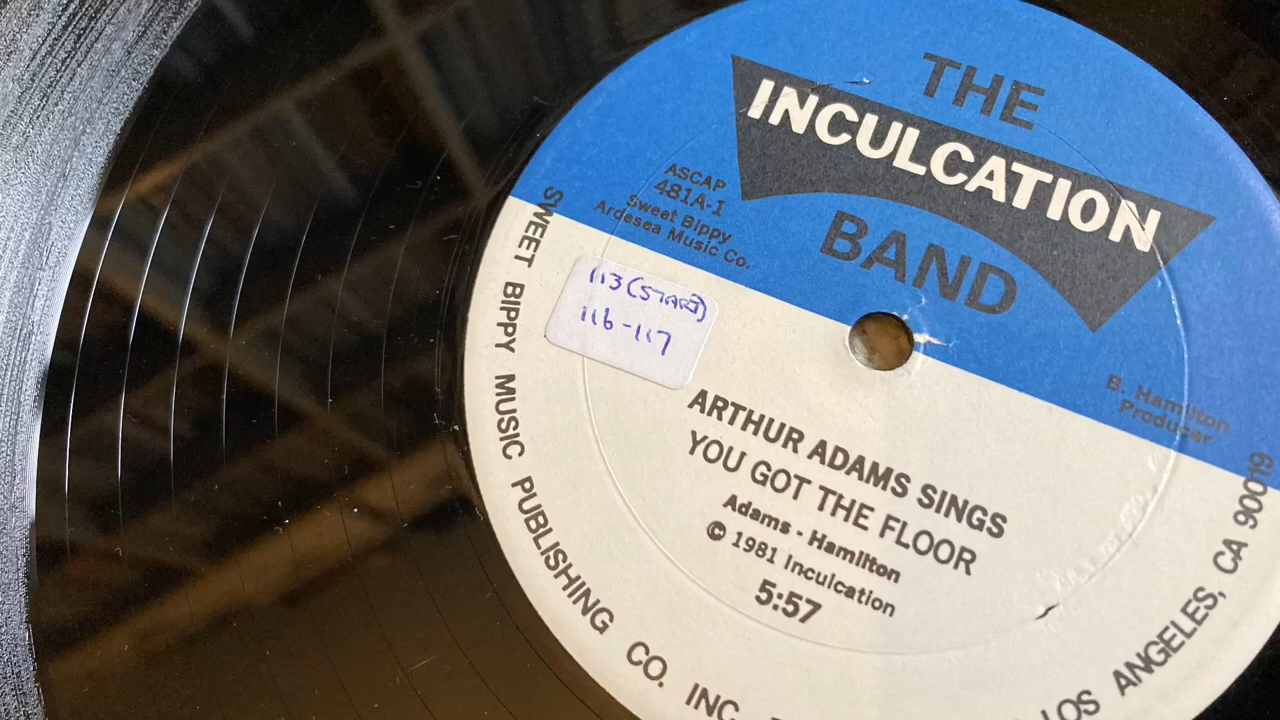 THE
INCULCATION
BAND
ASCAP
481A-1
Sweet Bippy
Ardesea Music Co.
113 (START)
116-117
B. Hamilton
Producer
ARTHUR ADAMS SINGS
YOU GOT THE FLOOR
Adams - Hamilton
© 1981 Inculcation
5:57
SWEET BIPPY MUSIC PUBLISHING CO. INC.
LOS ANGELES, CA 90019